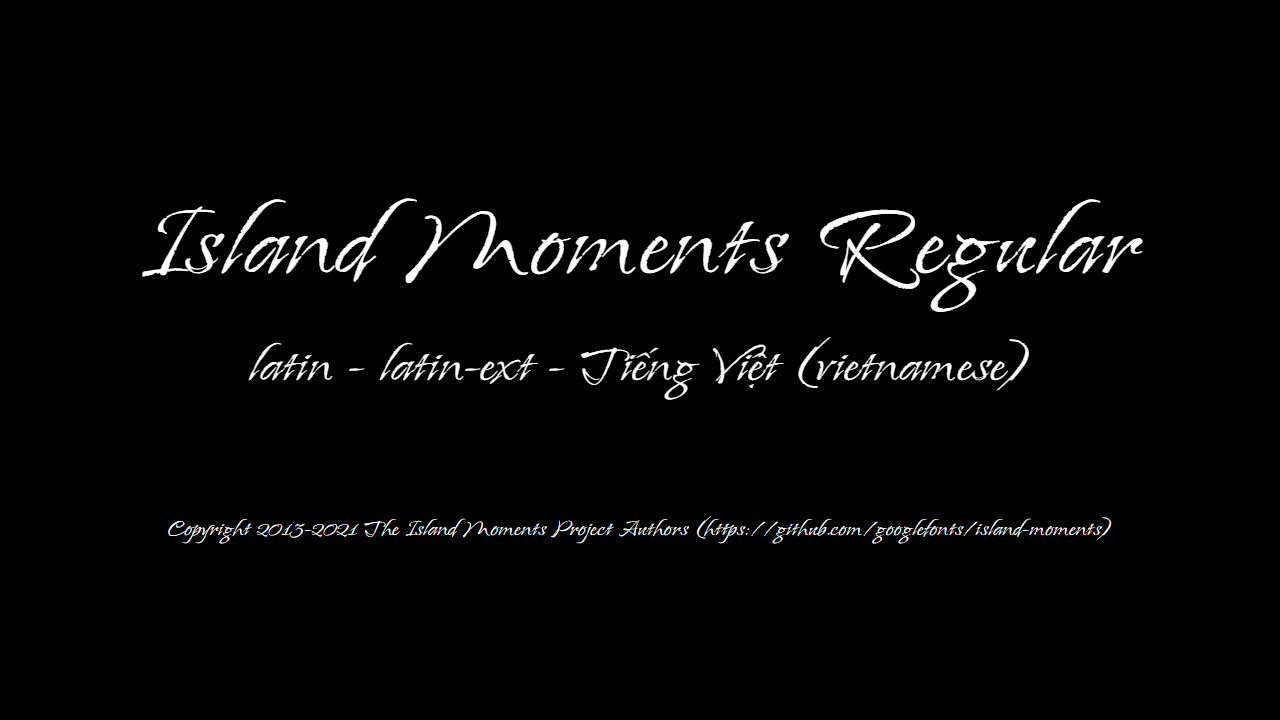 Island Moments Regular
latin - latin-ext - Tiếng Việt (vietnamese)
Copyright 2013-2021 The Island Moments Project Authors (https://github.com/googlefonts/island-moments)